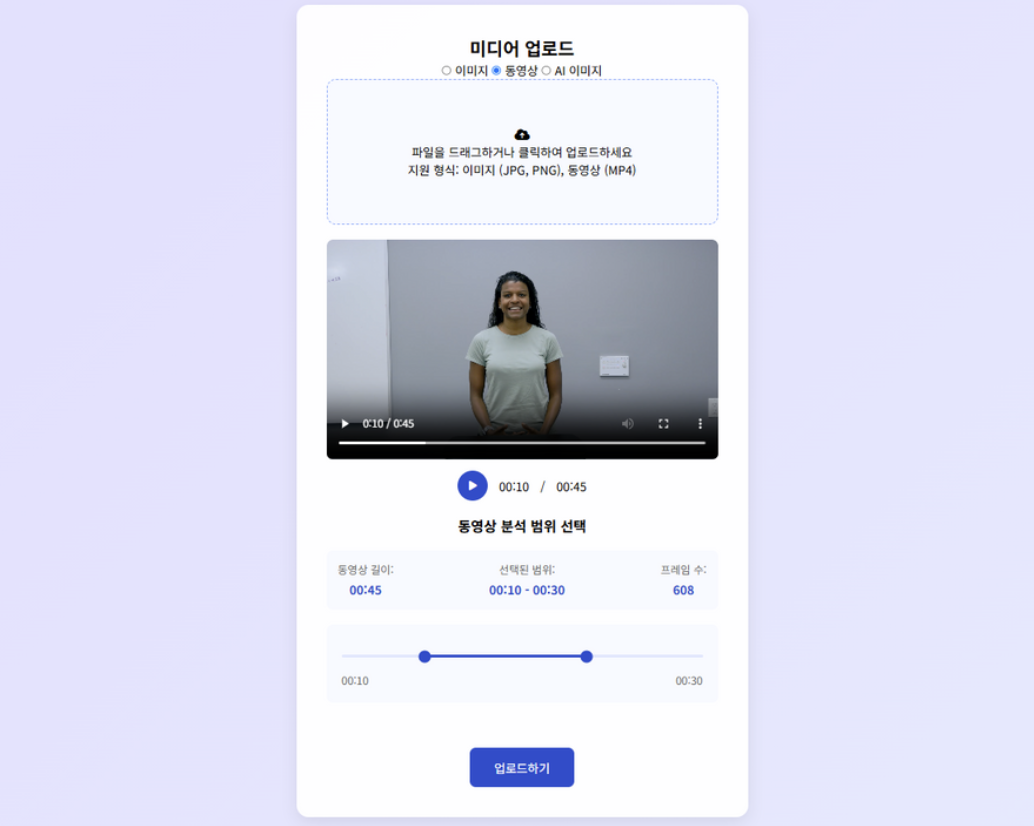 미디어 업로드
이미지 동영상 AI 이미지
파일을 드래그하거나 클릭하여 업로드하세요
지원 형식: 이미지 (JPG, PNG), 동영상 (MP4)
0:10 / 0:45
00:10 / 00:45
동영상 분석 범위 선택
동영상 길이: 선택된 범위: 프레임 수:
00:45 00:10 - 00:30 608
00:10 00:30
업로드하기